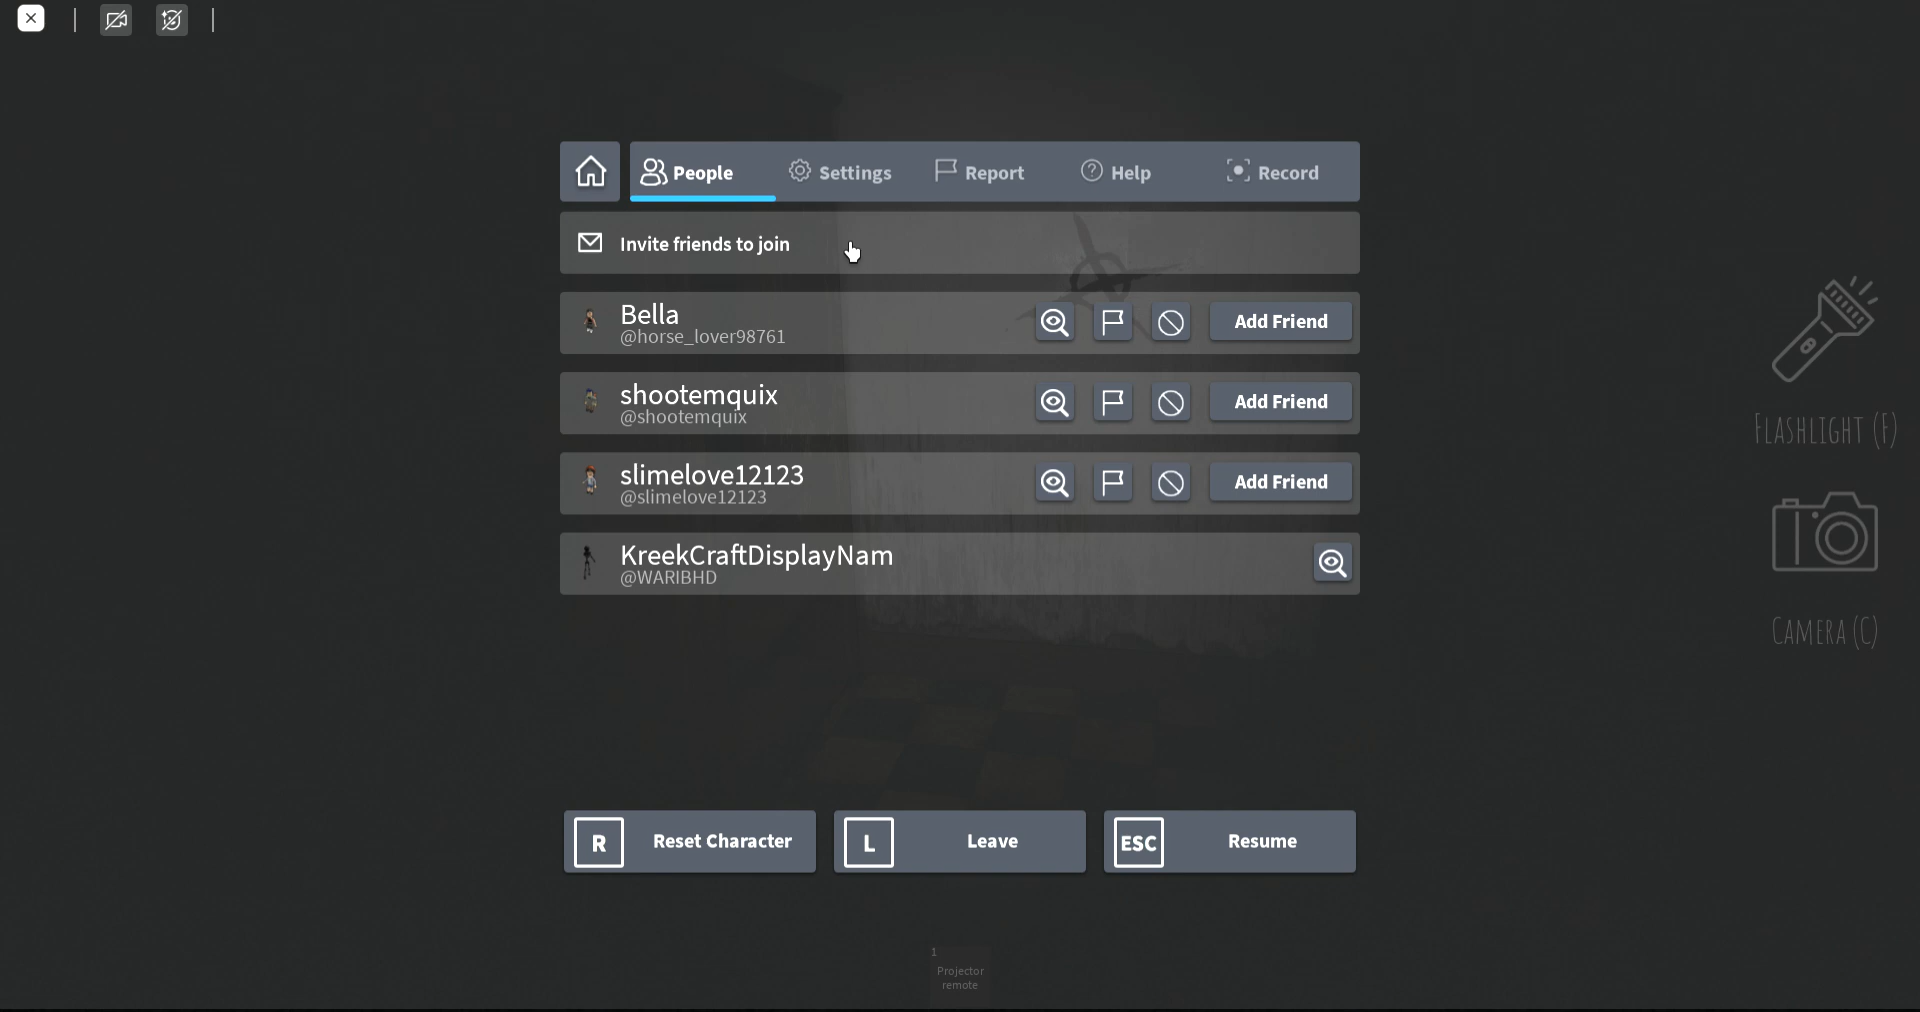 People
Settings
Report
Help
Record
Invite friends to join
Bella
@horse_lover98761
Add Friend
shootemquix
@shootemquix
Add Friend
slimelove12123
@slimelove12123
Add Friend
KreekCraftDisplayNam
@WARIBHD
FLASHLIGHT (F)
CAMERA (C)
R Reset Character
L Leave
ESC Resume
1
Projector
remote